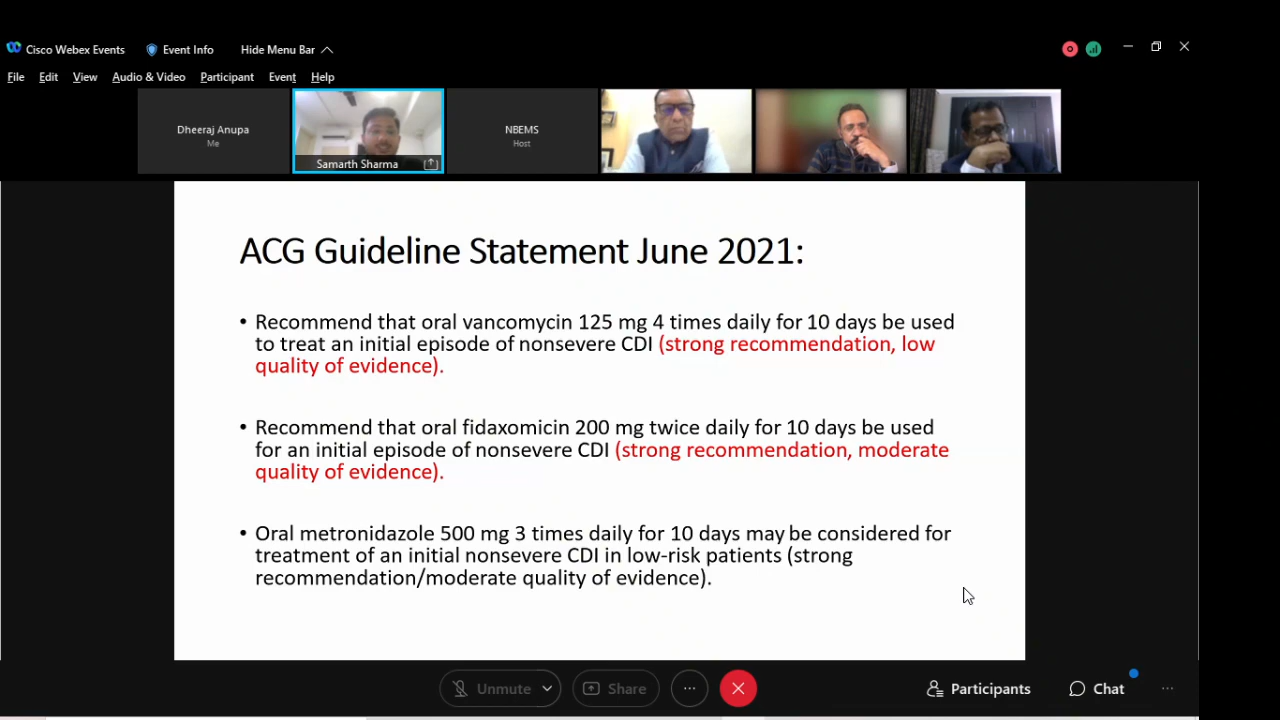 Cisco Webex Events Event Info Hide Menu Bar
File Edit View Audio & Video Participant Event Help
Dheeraj Anupa
Me
Samarth Sharma
NBEMS
Host
ACG Guideline Statement June 2021:
• Recommend that oral vancomycin 125 mg 4 times daily for 10 days be used
to treat an initial episode of nonsevere CDI (strong recommendation, low
quality of evidence).
• Recommend that oral fidaxomicin 200 mg twice daily for 10 days be used
for an initial episode of nonsevere CDI (strong recommendation, moderate
quality of evidence).
• Oral metronidazole 500 mg 3 times daily for 10 days may be considered for
treatment of an initial nonsevere CDI in low-risk patients (strong
recommendation/moderate quality of evidence).
Unmute Share Participants Chat